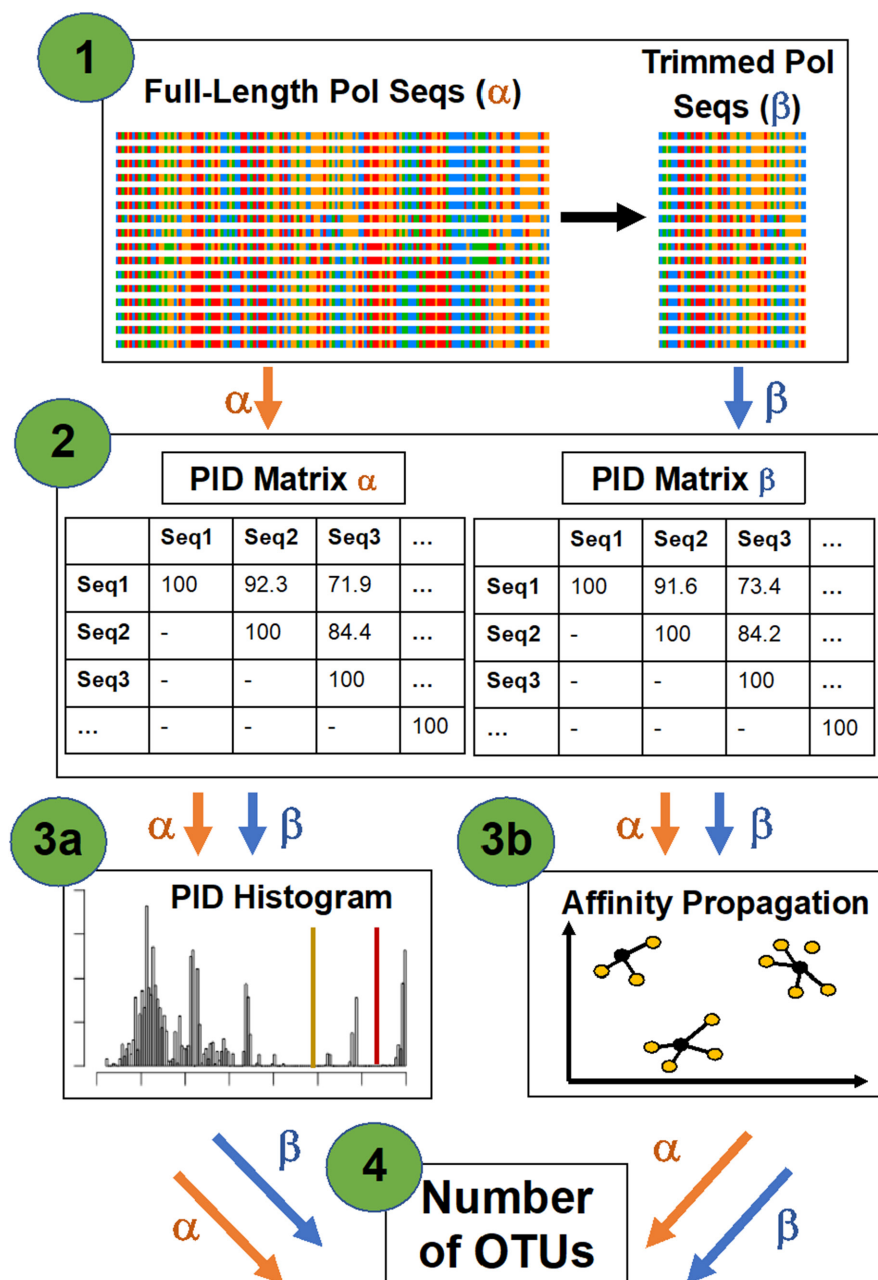 1
Full-Length Pol Seqs (α)
Trimmed Pol
Seqs (β)
α
β
2
PID Matrix α
Seq1 Seq2 Seq3 ...
Seq1 100 92.3 71.9 ...
Seq2 - 100 84.4 ...
Seq3 - - 100 ...
... - - - 100
PID Matrix β
Seq1 Seq2 Seq3 ...
Seq1 100 91.6 73.4 ...
Seq2 - 100 84.2 ...
Seq3 - - 100 ...
... - - - 100
3a
α
β
PID Histogram
3b
α
β
Affinity Propagation
α
β
4
α
β
Number
of OTUs